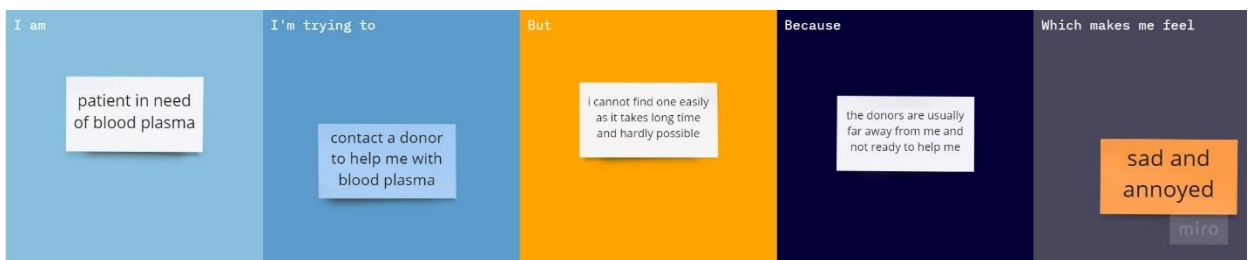 I am
patient in need
of blood plasma
I'm trying to
contact a donor
to help me with
blood plasma
But
i cannot find one easily
as it takes long time
and hardly possible
Because
the donors are usually
far away from me and
not ready to help me
Which makes me feel
sad and
annoyed
miro